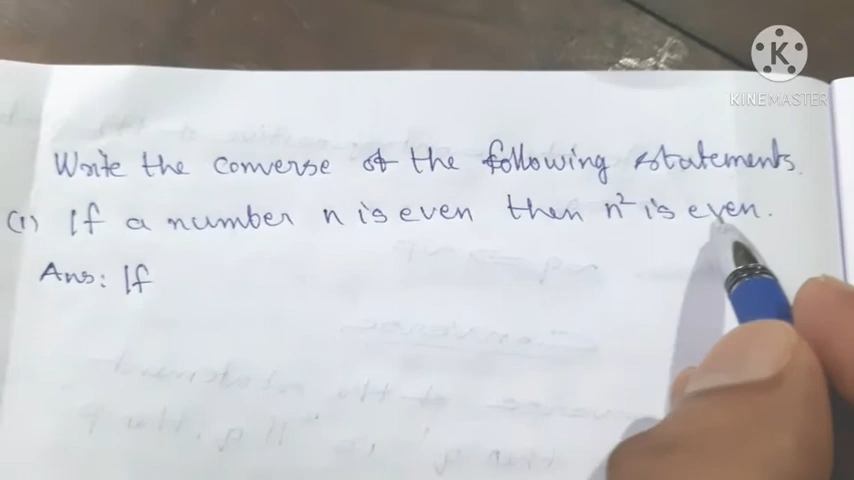 K
KINEMASTER
Write the converse of the following statements.
(1) If a number n is even then n² is even.
Ans: If